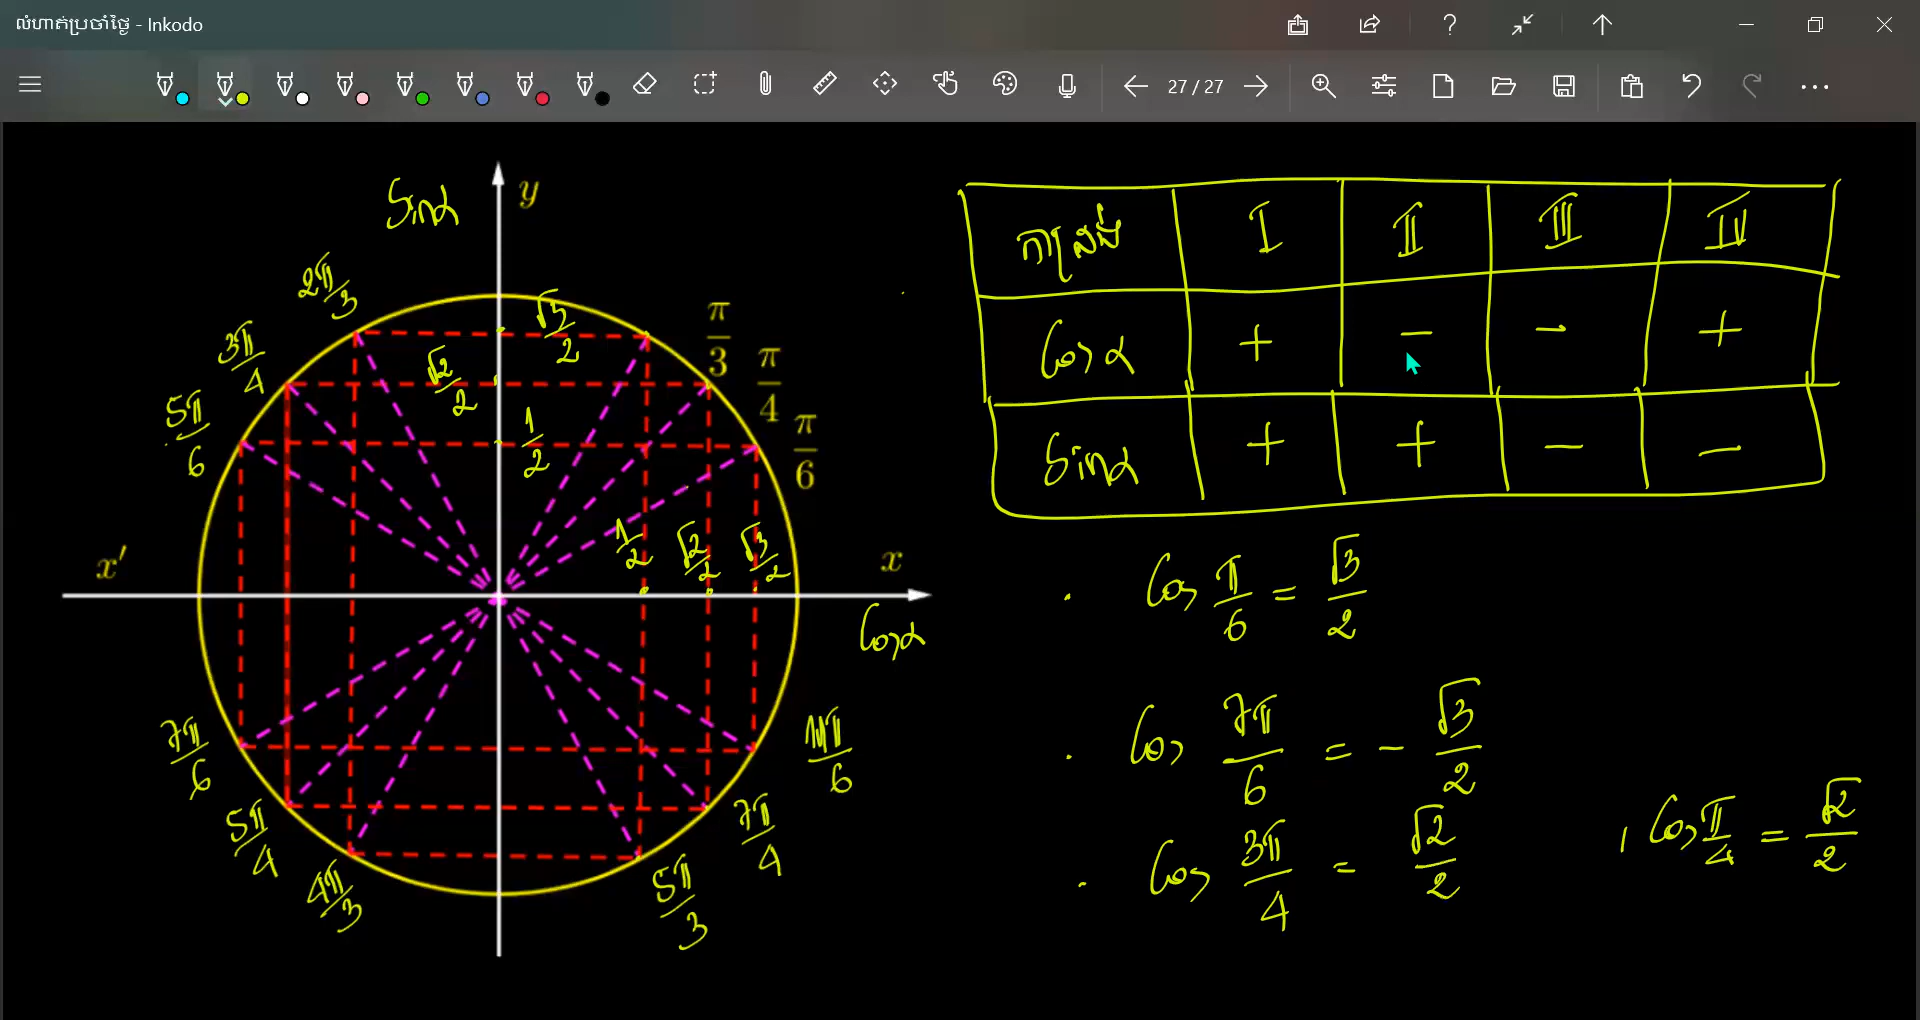 លំហាត់ប្រចាំថ្ងៃ - Inkodo
27 / 27
Sinα
y
2π/3
3π/4
5π/6
√3/2
√2/2
1/2
π/3
π/4
π/6
x'
1/2 √2/2 √3/2
x
Cosα
7π/6
5π/4
4π/3
5π/3
7π/4
11π/6
I II III IV
Cosα + - - +
Sinα + + - -
. Cos π/6 = √3/2
. Cos 7π/6 = - √3/2
. Cos 3π/4 = √2/2 , Cos π/4 = √2/2